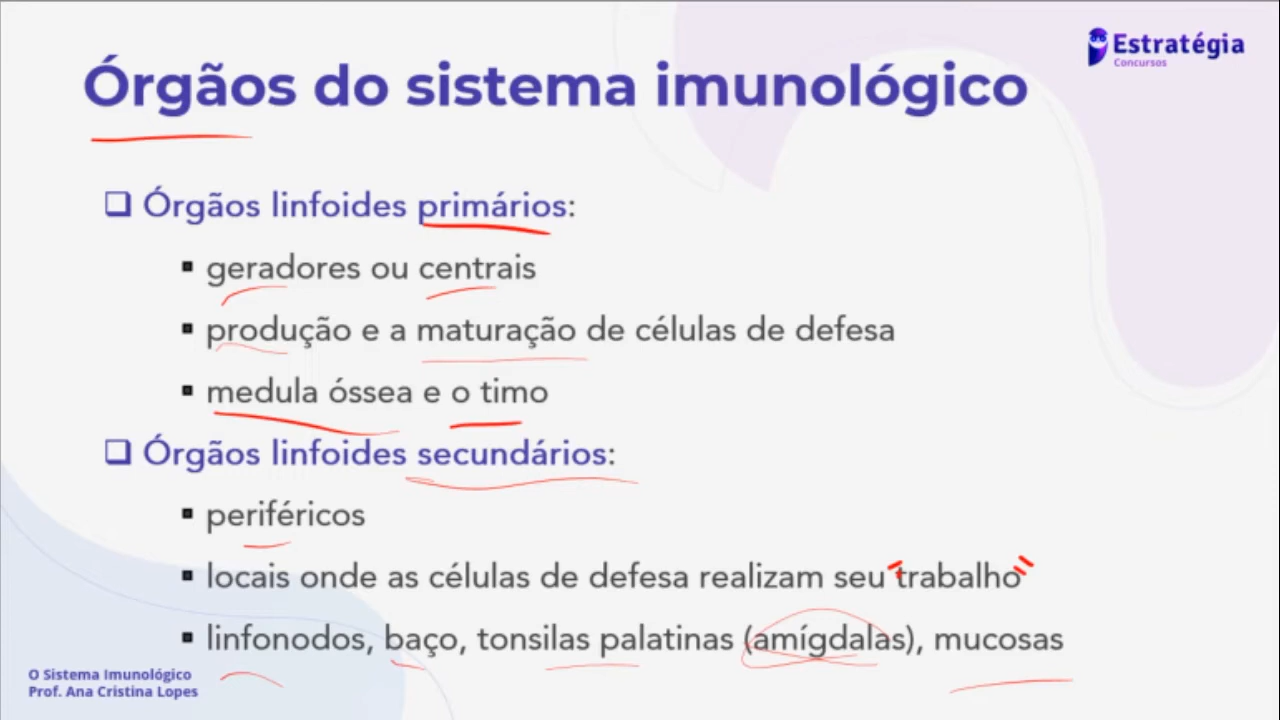 Estratégia
Concursos
Órgãos do sistema imunológico
Órgãos linfoides primários:
geradores ou centrais
produção e a maturação de células de defesa
medula óssea e o timo
Órgãos linfoides secundários:
periféricos
locais onde as células de defesa realizam seu "trabalho"
linfonodos, baço, tonsilas palatinas (amígdalas), mucosas
O Sistema Imunológico
Prof. Ana Cristina Lopes